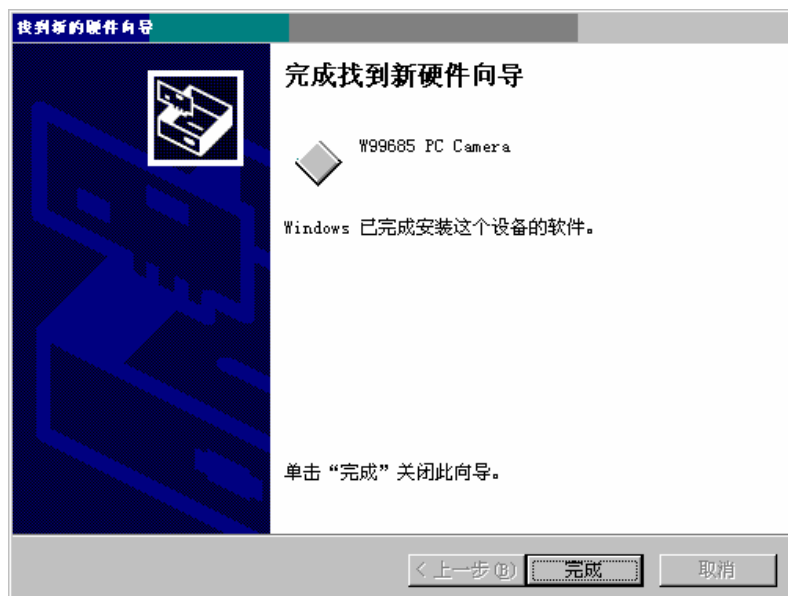 找到新的硬件向导
完成找到新硬件向导
W99685 PC Camera
Windows 已完成安装这个设备的软件。
单击“完成”关闭此向导。
< 上一步(B)
完成
取消